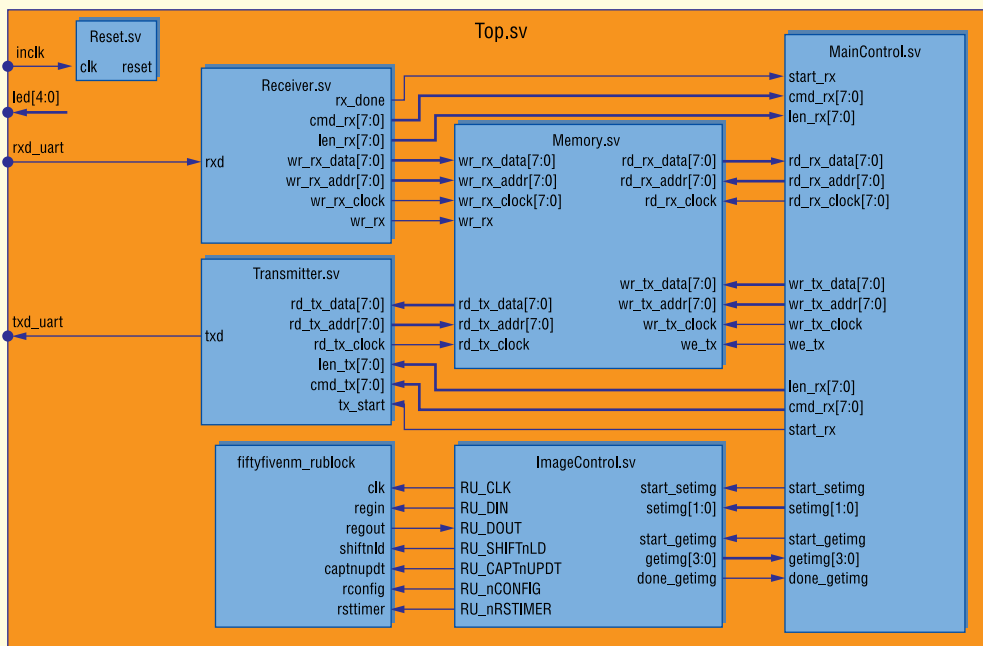 Top.sv
inclk
led[4:0]
rxd_uart
txd_uart
Reset.sv
clk reset
Receiver.sv
rxd
rx_done
cmd_rx[7:0]
len_rx[7:0]
wr_rx_data[7:0]
wr_rx_addr[7:0]
wr_rx_clock
wr_rx
Memory.sv
wr_rx_data[7:0] rd_rx_data[7:0]
wr_rx_addr[7:0] rd_rx_addr[7:0]
wr_rx_clock[7:0] rd_rx_clock
wr_rx
wr_tx_data[7:0]
rd_tx_data[7:0] wr_tx_addr[7:0]
rd_tx_addr[7:0] wr_tx_clock
rd_tx_clock we_tx
MainControl.sv
start_rx
cmd_rx[7:0]
len_rx[7:0]
rd_rx_data[7:0]
rd_rx_addr[7:0]
rd_rx_clock[7:0]
wr_tx_data[7:0]
wr_tx_addr[7:0]
wr_tx_clock
we_tx
len_rx[7:0]
cmd_rx[7:0]
start_rx
start_setimg
setimg[1:0]
start_getimg
getimg[3:0]
done_getimg
Transmitter.sv
rd_tx_data[7:0]
rd_tx_addr[7:0]
txd
rd_tx_clock
len_tx[7:0]
cmd_tx[7:0]
tx_start
fiftyfivenm_rublock
clk
regin
regout
shiftnld
captnupdt
rconfig
rsttimer
ImageControl.sv
RU_CLK start_setimg
RU_DIN setimg[1:0]
RU_DOUT start_getimg
RU_SHIFTnLD getimg[3:0]
RU_CAPTnUPDT done_getimg
RU_nCONFIG
RU_nRSTIMER